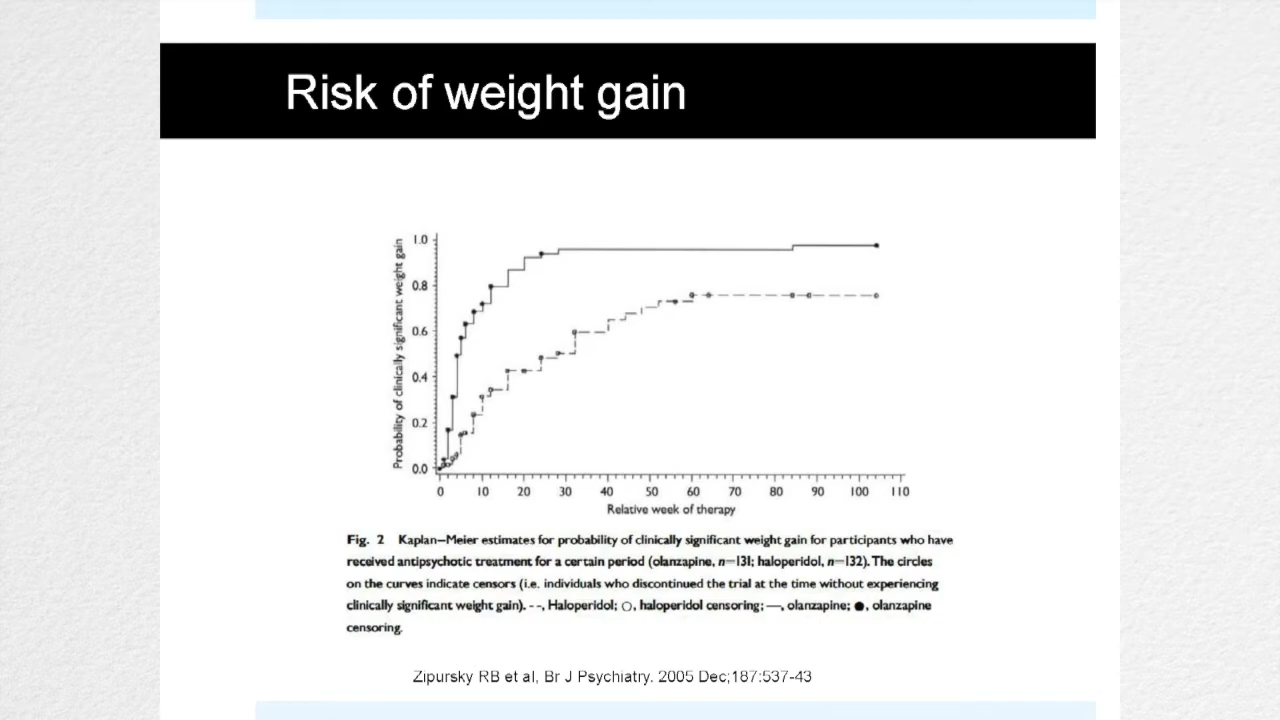 Risk of weight gain
Probability of clinically significant weight gain
1.0
0.8
0.6
0.4
0.2
0.0
0 10 20 30 40 50 60 70 80 90 100 110
Relative week of therapy
Fig. 2 Kaplan–Meier estimates for probability of clinically significant weight gain for participants who have
received antipsychotic treatment for a certain period (olanzapine, n=131; haloperidol, n=132). The circles
on the curves indicate censors (i.e. individuals who discontinued the trial at the time without experiencing
clinically significant weight gain). - -, Haloperidol; ○, haloperidol censoring; —, olanzapine; ●, olanzapine
censoring.
Zipursky RB et al, Br J Psychiatry. 2005 Dec;187:537-43